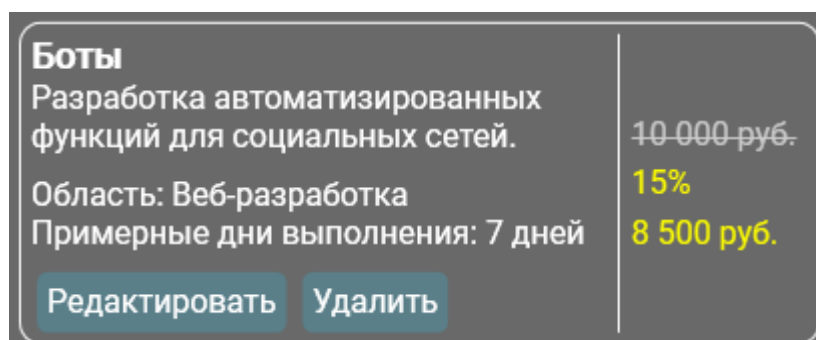 Боты
Разработка автоматизированных
функций для социальных сетей.
Область: Веб-разработка
Примерные дни выполнения: 7 дней
Редактировать Удалить
10 000 руб.
15%
8 500 руб.